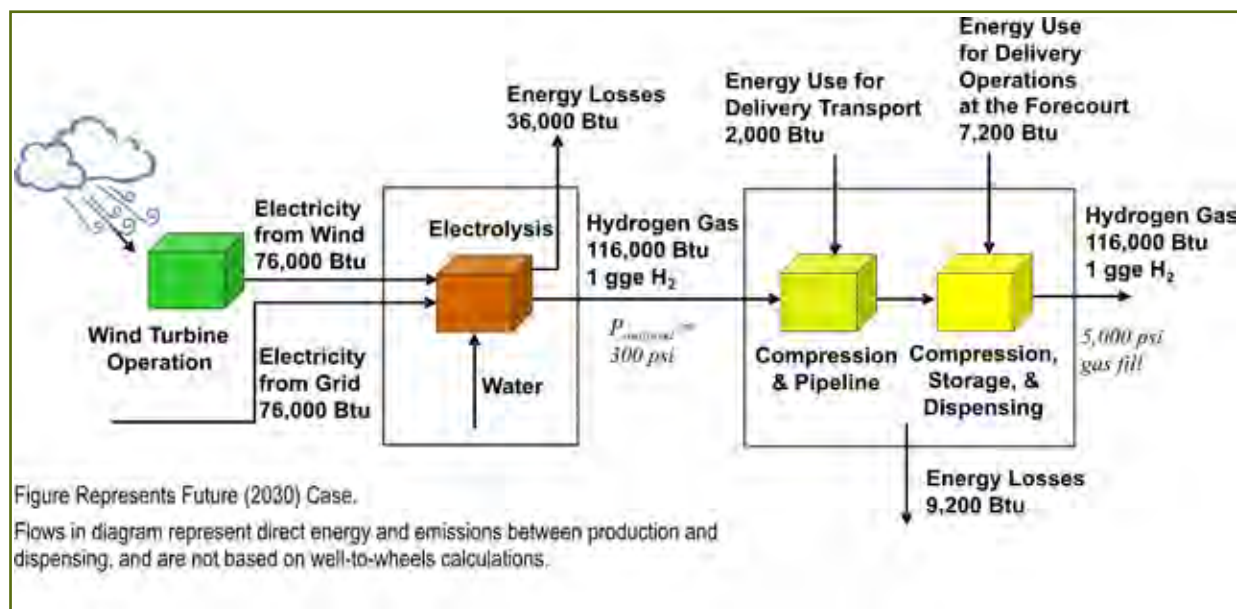 Energy Use
for Delivery
Operations
at the Forecourt
7,200 Btu
Energy Use for
Delivery Transport
2,000 Btu
Energy Losses
36,000 Btu
Electricity
from Wind
76,000 Btu
Electrolysis
Hydrogen Gas
116,000 Btu
1 gge H₂
Hydrogen Gas
116,000 Btu
1 gge H₂
Wind Turbine
Operation
Electricity
from Grid
76,000 Btu
Water
P =
300 psi
Compression
& Pipeline
Compression,
Storage, &
Dispensing
5,000 psi
gas fill
Energy Losses
9,200 Btu
Figure Represents Future (2030) Case.
Flows in diagram represent direct energy and emissions between production and
dispensing, and are not based on well-to-wheels calculations.